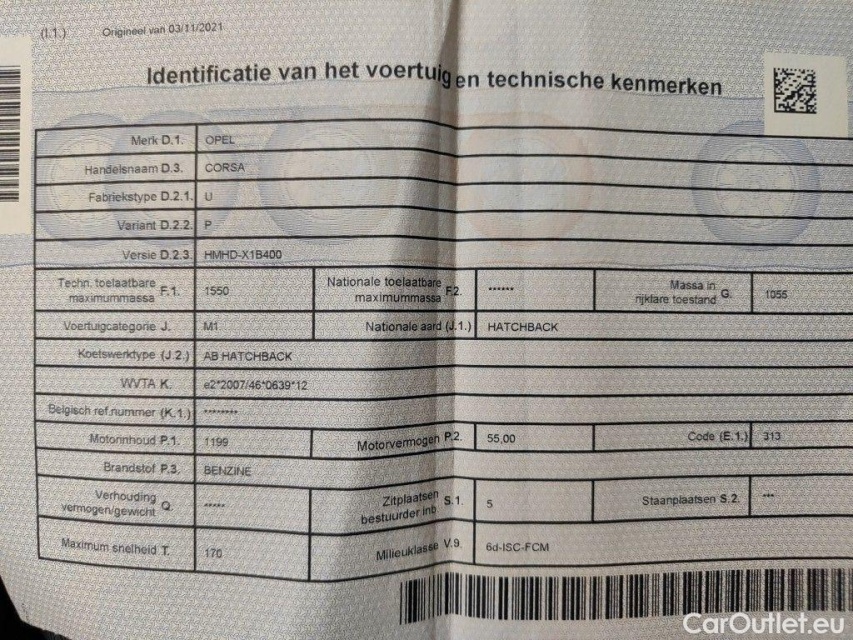 (I.1.) Origineel van 03/11/2021
Identificatie van het voertuig en technische kenmerken
Merk D.1. OPEL
Handelsnaam D.3. CORSA
Fabriekstype D.2.1. U
Variant D.2.2. P
Versie D.2.3. HMHD-X1B400
Techn. toelaatbare maximummassa F.1. 1550 Nationale toelaatbare maximummassa F.2. ****** Massa in rijklare toestand G. 1055
Voertuigcategorie J. M1 Nationale aard (J.1.) HATCHBACK
Koetswerktype (J.2.) AB HATCHBACK
WVTA K. e2*2007/46*0639*12
Belgisch ref.nummer (K.1.) ********
Motorinhoud P.1. 1199 Motorvermogen P.2. 55,00 Code (E.1.) 313
Brandstof P.3. BENZINE
Verhouding vermogen/gewicht Q. ***** Zitplaatsen bestuurder inb S.1. 5 Staanplaatsen S.2. ***
Maximum snelheid T. 170 Milieuklasse V.9. 6d-ISC-FCM
CarOutlet.eu